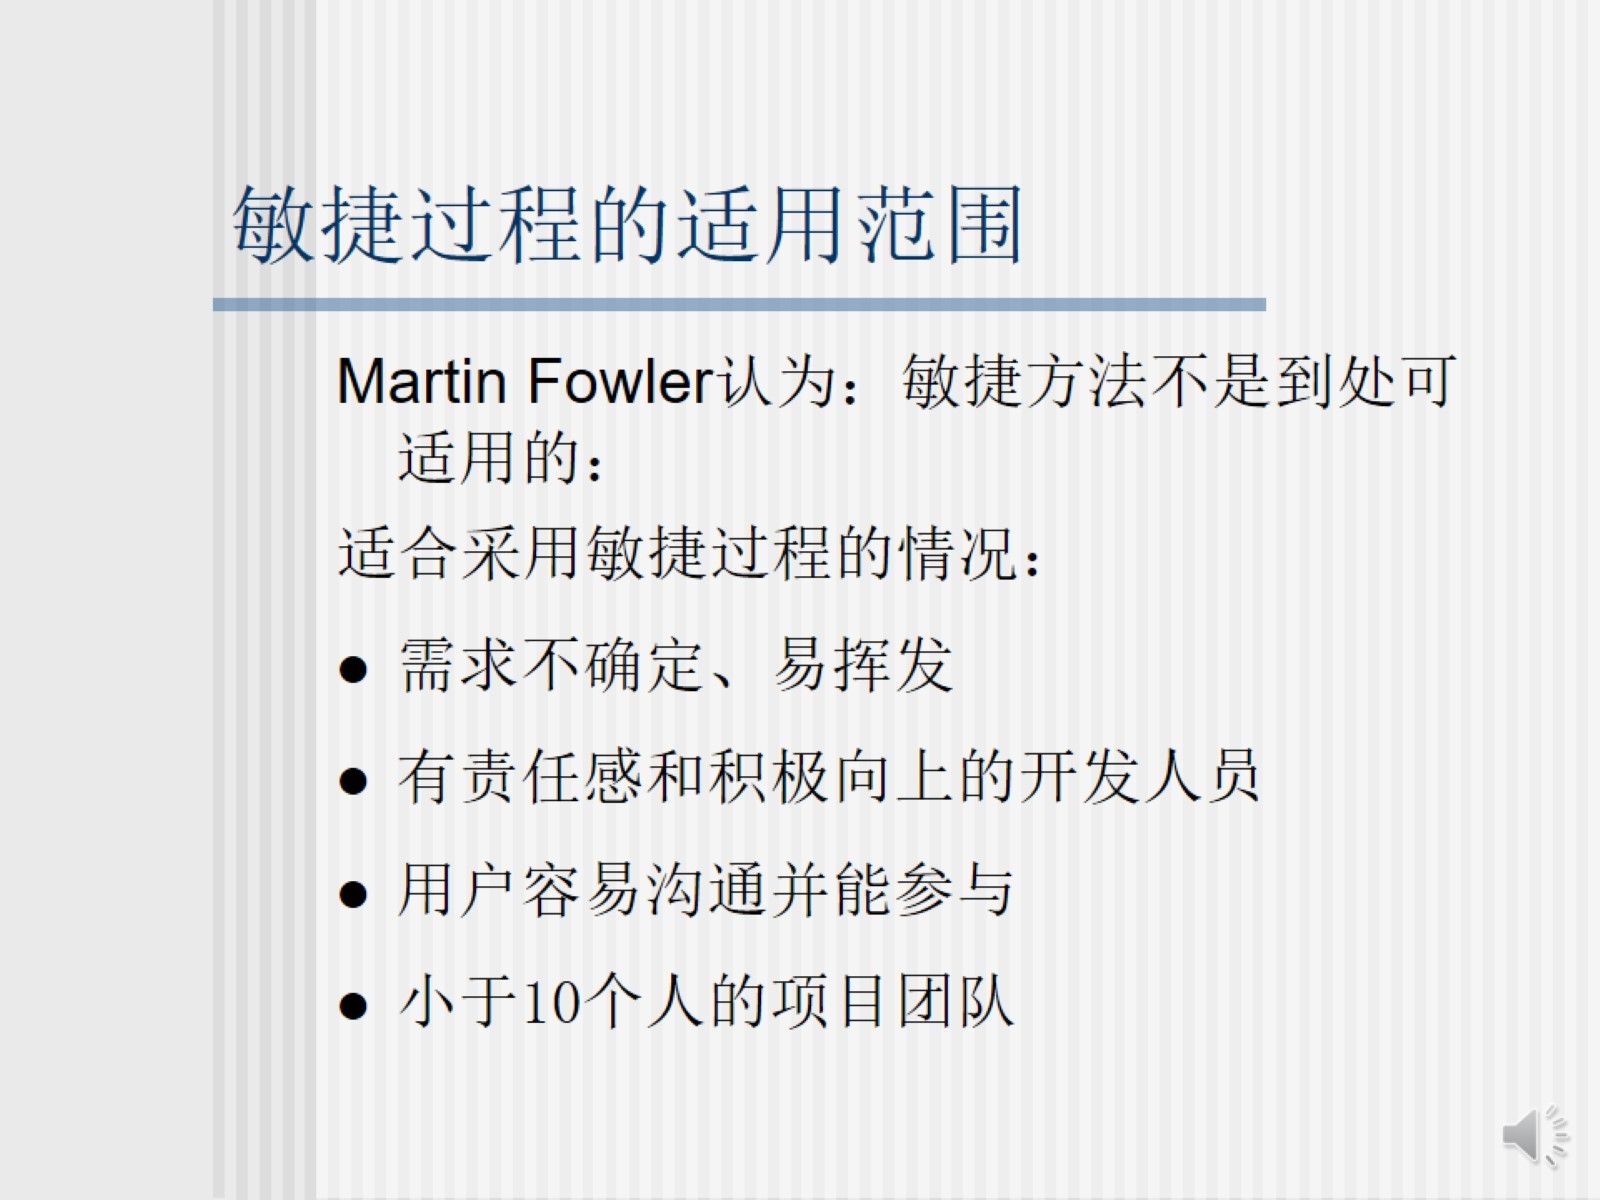 敏捷过程的适用范围
Martin Fowler认为：敏捷方法不是到处可
适用的：
适合采用敏捷过程的情况：
● 需求不确定、易挥发
● 有责任感和积极向上的开发人员
● 用户容易沟通并能参与
● 小于10个人的项目团队